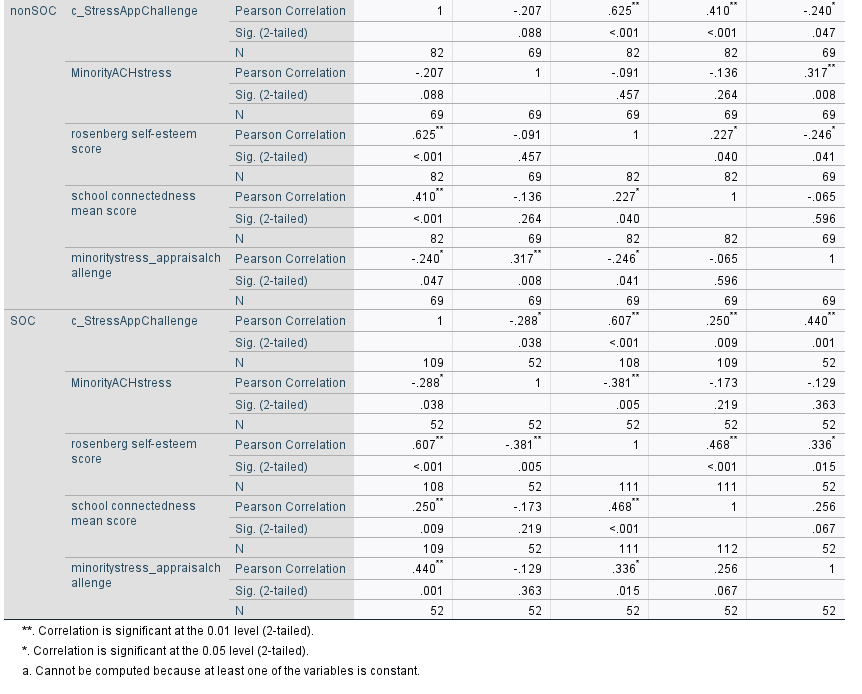 nonSOC c_StressAppChallenge Pearson Correlation 1 -.207 .625** .410** -.240*
Sig. (2-tailed) .088 <.001 <.001 .047
N 82 69 82 82 69
MinorityACHstress Pearson Correlation -.207 1 -.091 -.136 .317**
Sig. (2-tailed) .088 .457 .264 .008
N 69 69 69 69 69
rosenberg self-esteem score Pearson Correlation .625** -.091 1 .227* -.246*
Sig. (2-tailed) <.001 .457 .040 .041
N 82 69 82 82 69
school connectedness mean score Pearson Correlation .410** -.136 .227* 1 -.065
Sig. (2-tailed) <.001 .264 .040 .596
N 82 69 82 82 69
minoritystress_appraisalchallenge Pearson Correlation -.240* .317** -.246* -.065 1
Sig. (2-tailed) .047 .008 .041 .596
N 69 69 69 69 69
SOC c_StressAppChallenge Pearson Correlation 1 -.288* .607** .250** .440**
Sig. (2-tailed) .038 <.001 .009 .001
N 109 52 108 109 52
MinorityACHstress Pearson Correlation -.288* 1 -.381** -.173 -.129
Sig. (2-tailed) .038 .005 .219 .363
N 52 52 52 52 52
rosenberg self-esteem score Pearson Correlation .607** -.381** 1 .468** .336*
Sig. (2-tailed) <.001 .005 <.001 .015
N 108 52 111 111 52
school connectedness mean score Pearson Correlation .250** -.173 .468** 1 .256
Sig. (2-tailed) .009 .219 <.001 .067
N 109 52 111 112 52
minoritystress_appraisalchallenge Pearson Correlation .440** -.129 .336* .256 1
Sig. (2-tailed) .001 .363 .015 .067
N 52 52 52 52 52
**. Correlation is significant at the 0.01 level (2-tailed).
*. Correlation is significant at the 0.05 level (2-tailed).
a. Cannot be computed because at least one of the variables is constant.